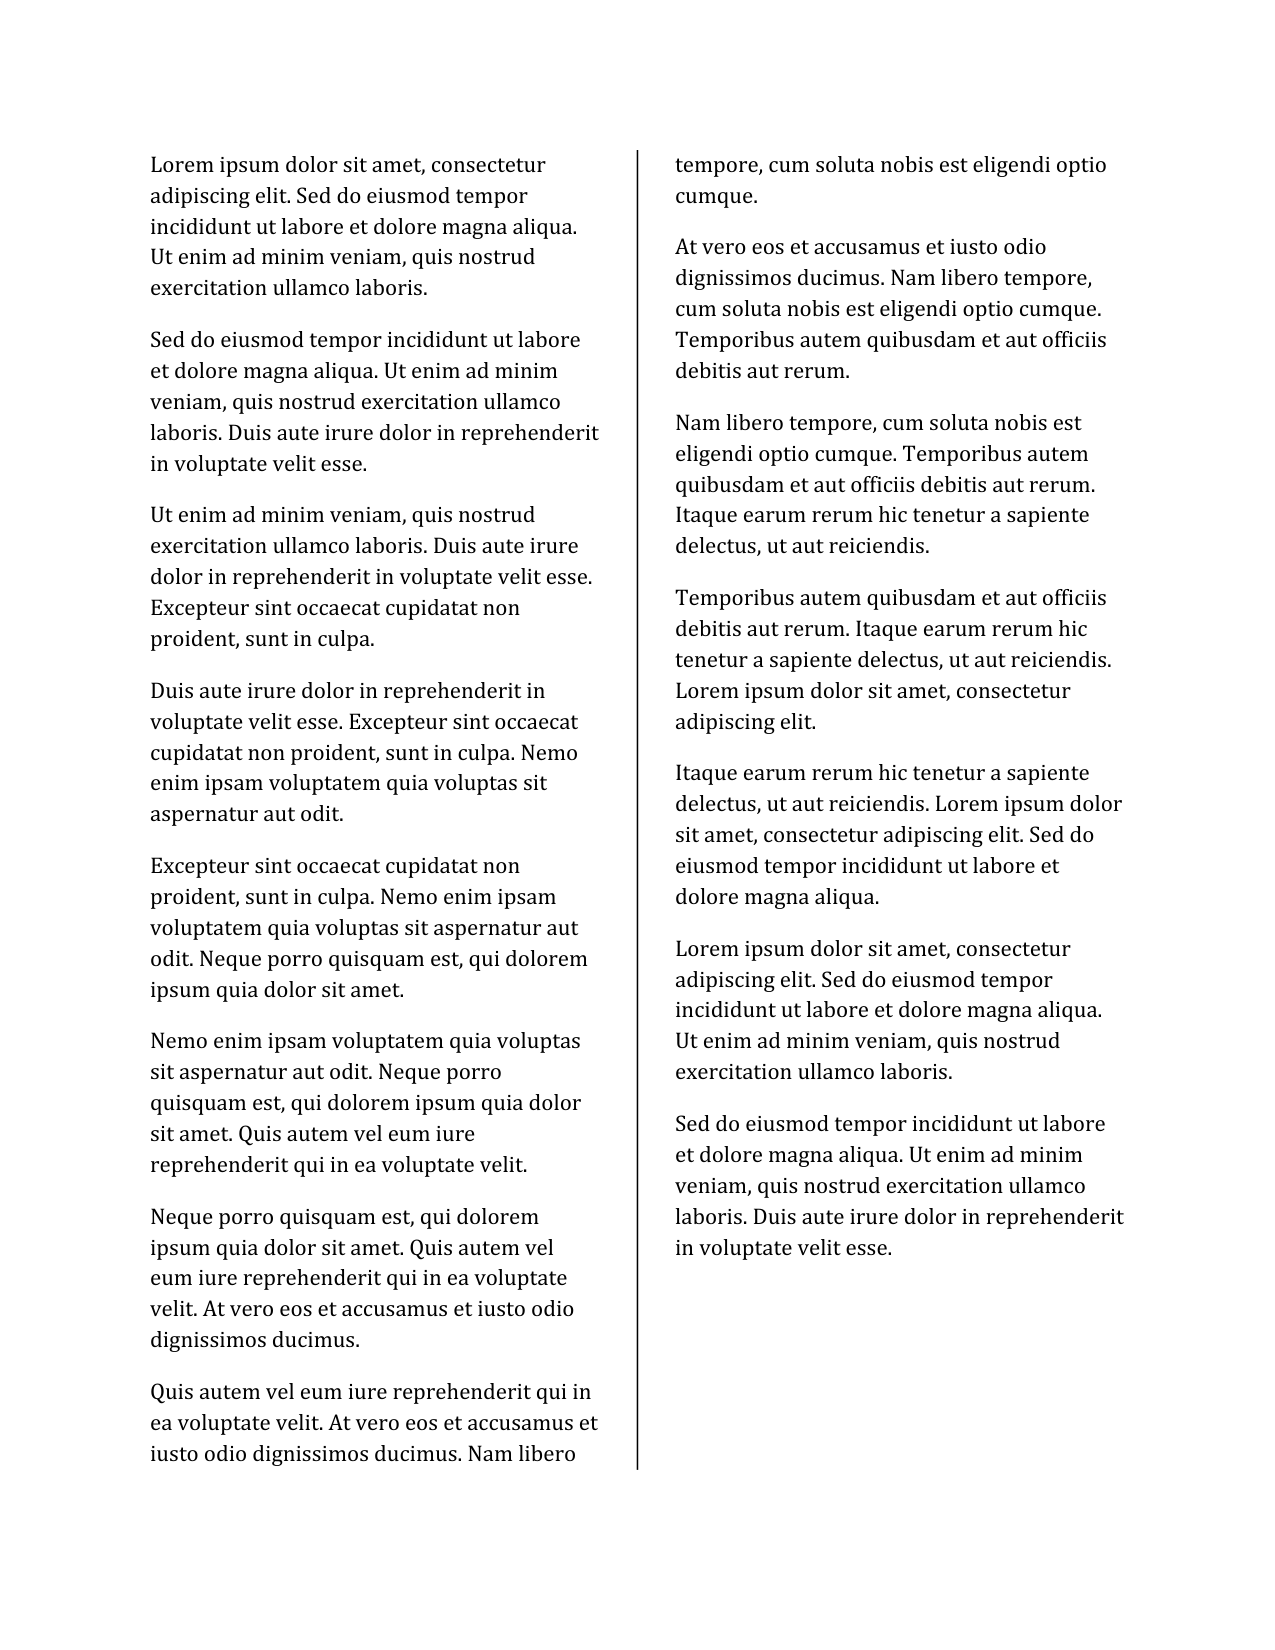 Lorem ipsum dolor sit amet, consectetur
adipiscing elit. Sed do eiusmod tempor
incididunt ut labore et dolore magna aliqua.
Ut enim ad minim veniam, quis nostrud
exercitation ullamco laboris.
Sed do eiusmod tempor incididunt ut labore
et dolore magna aliqua. Ut enim ad minim
veniam, quis nostrud exercitation ullamco
laboris. Duis aute irure dolor in reprehenderit
in voluptate velit esse.
Ut enim ad minim veniam, quis nostrud
exercitation ullamco laboris. Duis aute irure
dolor in reprehenderit in voluptate velit esse.
Excepteur sint occaecat cupidatat non
proident, sunt in culpa.
Duis aute irure dolor in reprehenderit in
voluptate velit esse. Excepteur sint occaecat
cupidatat non proident, sunt in culpa. Nemo
enim ipsam voluptatem quia voluptas sit
aspernatur aut odit.
Excepteur sint occaecat cupidatat non
proident, sunt in culpa. Nemo enim ipsam
voluptatem quia voluptas sit aspernatur aut
odit. Neque porro quisquam est, qui dolorem
ipsum quia dolor sit amet.
Nemo enim ipsam voluptatem quia voluptas
sit aspernatur aut odit. Neque porro
quisquam est, qui dolorem ipsum quia dolor
sit amet. Quis autem vel eum iure
reprehenderit qui in ea voluptate velit.
Neque porro quisquam est, qui dolorem
ipsum quia dolor sit amet. Quis autem vel
eum iure reprehenderit qui in ea voluptate
velit. At vero eos et accusamus et iusto odio
dignissimos ducimus.
Quis autem vel eum iure reprehenderit qui in
ea voluptate velit. At vero eos et accusamus et
iusto odio dignissimos ducimus. Nam libero
tempore, cum soluta nobis est eligendi optio
cumque.
At vero eos et accusamus et iusto odio
dignissimos ducimus. Nam libero tempore,
cum soluta nobis est eligendi optio cumque.
Temporibus autem quibusdam et aut officiis
debitis aut rerum.
Nam libero tempore, cum soluta nobis est
eligendi optio cumque. Temporibus autem
quibusdam et aut officiis debitis aut rerum.
Itaque earum rerum hic tenetur a sapiente
delectus, ut aut reiciendis.
Temporibus autem quibusdam et aut officiis
debitis aut rerum. Itaque earum rerum hic
tenetur a sapiente delectus, ut aut reiciendis.
Lorem ipsum dolor sit amet, consectetur
adipiscing elit.
Itaque earum rerum hic tenetur a sapiente
delectus, ut aut reiciendis. Lorem ipsum dolor
sit amet, consectetur adipiscing elit. Sed do
eiusmod tempor incididunt ut labore et
dolore magna aliqua.
Lorem ipsum dolor sit amet, consectetur
adipiscing elit. Sed do eiusmod tempor
incididunt ut labore et dolore magna aliqua.
Ut enim ad minim veniam, quis nostrud
exercitation ullamco laboris.
Sed do eiusmod tempor incididunt ut labore
et dolore magna aliqua. Ut enim ad minim
veniam, quis nostrud exercitation ullamco
laboris. Duis aute irure dolor in reprehenderit
in voluptate velit esse.